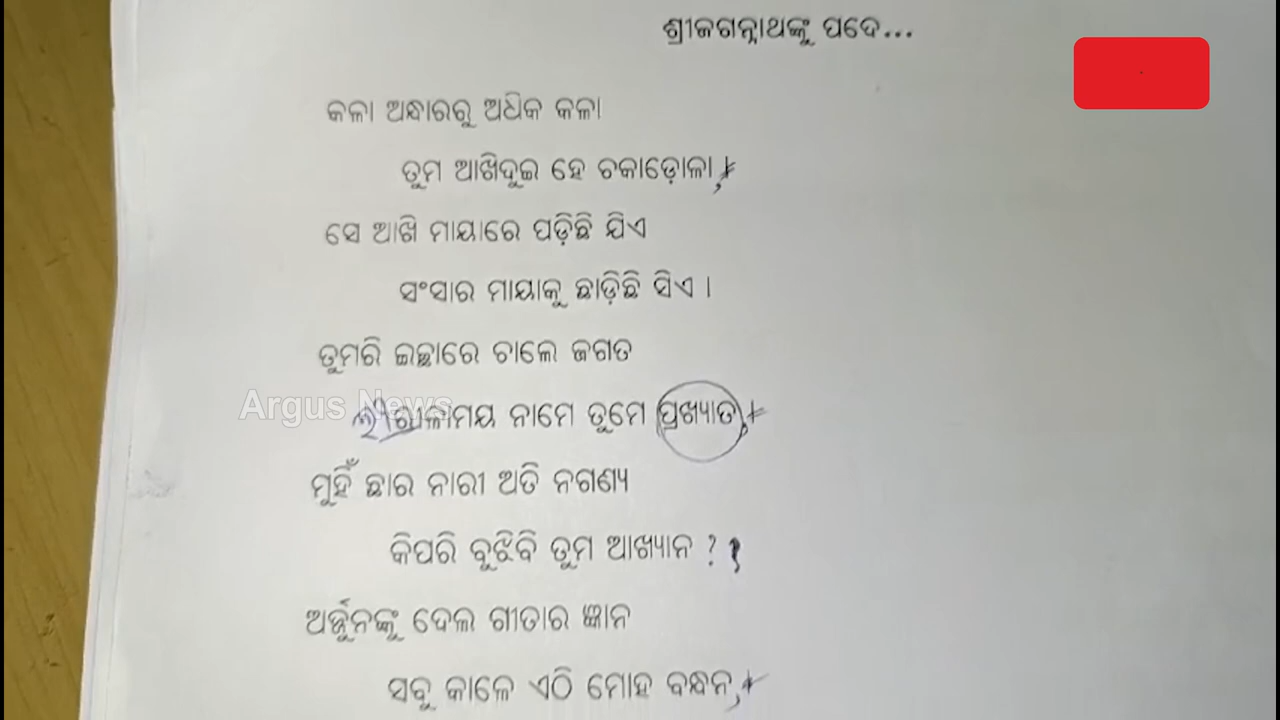 ଶ୍ରୀଜଗନ୍ନାଥଙ୍କୁ ପଦେ...
କଳା ଅନ୍ଧାରରୁ ଅଧିକ କଳା
ତୁମ ଆଖିଦୁଇ ହେ ଚକାଡ଼ୋଳା,
ସେ ଆଖି ମାୟାରେ ପଡ଼ିଛି ଯିଏ
ସଂସାର ମାୟାକୁ ଛାଡ଼ିଛି ସିଏ ।
ତୁମରି ଇଚ୍ଛାରେ ଚାଲେ ଜଗତ
Argus News
ଲୀଳାମୟ ନାମେ ତୁମେ ପ୍ରଖ୍ୟାତ,
ମୁହିଁ ଛାର ନାରୀ ଅତି ନଗଣ୍ୟ
କିପରି ବୁଝିବି ତୁମ ଆଖ୍ୟାନ ?
ଅର୍ଜ୍ଜୁନଙ୍କୁ ଦେଲ ଗୀତାର ଜ୍ଞାନ
ସବୁ କାଳେ ଏଠି ମୋହ ବନ୍ଧନ,